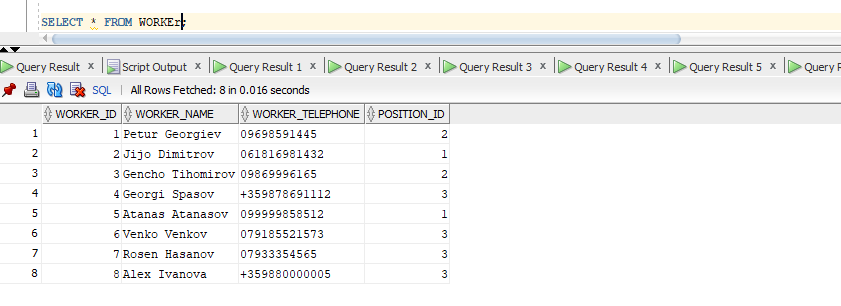 SELECT * FROM WORKEr;
Query Result x Script Output x Query Result 1 x Query Result 2 x Query Result 3 x Query Result 4 x Query Result 5 x Query R
SQL All Rows Fetched: 8 in 0.016 seconds
WORKER_ID WORKER_NAME WORKER_TELEPHONE POSITION_ID
1 1 Petur Georgiev 09698591445 2
2 2 Jijo Dimitrov 061816981432 1
3 3 Gencho Tihomirov 09869996165 2
4 4 Georgi Spasov +359878691112 3
5 5 Atanas Atanasov 099999858512 1
6 6 Venko Venkov 079185521573 3
7 7 Rosen Hasanov 07933354565 3
8 8 Alex Ivanova +359880000005 3